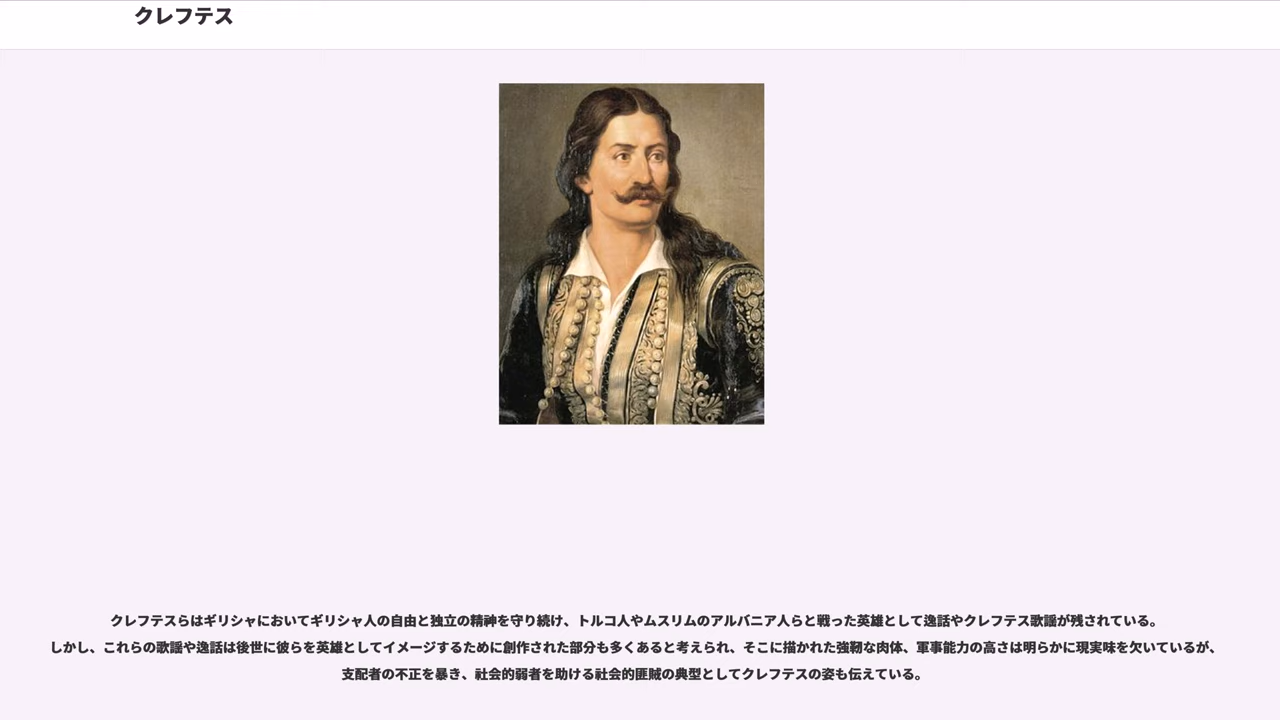 クレフテス
クレフテスらはギリシャにおいてギリシャ人の自由と独立の精神を守り続け、トルコ人やムスリムのアルバニア人らと戦った英雄として逸話やクレフテス歌謡が残されている。
しかし、これらの歌謡や逸話は後世に彼らを英雄としてイメージするために創作された部分も多くあると考えられ、そこに描かれた強靭な肉体、軍事能力の高さは明らかに現実味を欠いているが、
支配者の不正を暴き、社会的弱者を助ける社会的匪賊の典型としてクレフテスの姿も伝えている。